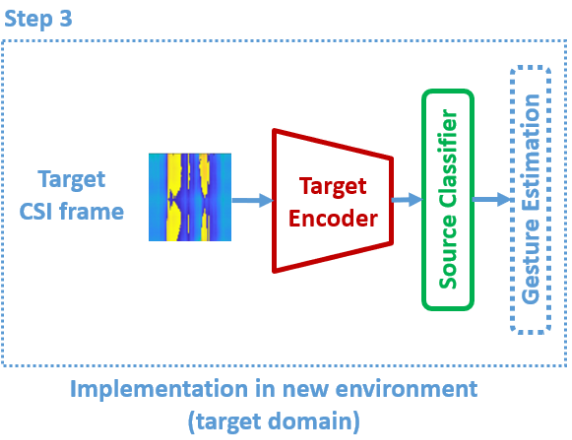 Step 3
Target
CSI frame
Target
Encoder
Source Classifier
Gesture Estimation
Implementation in new environment
(target domain)